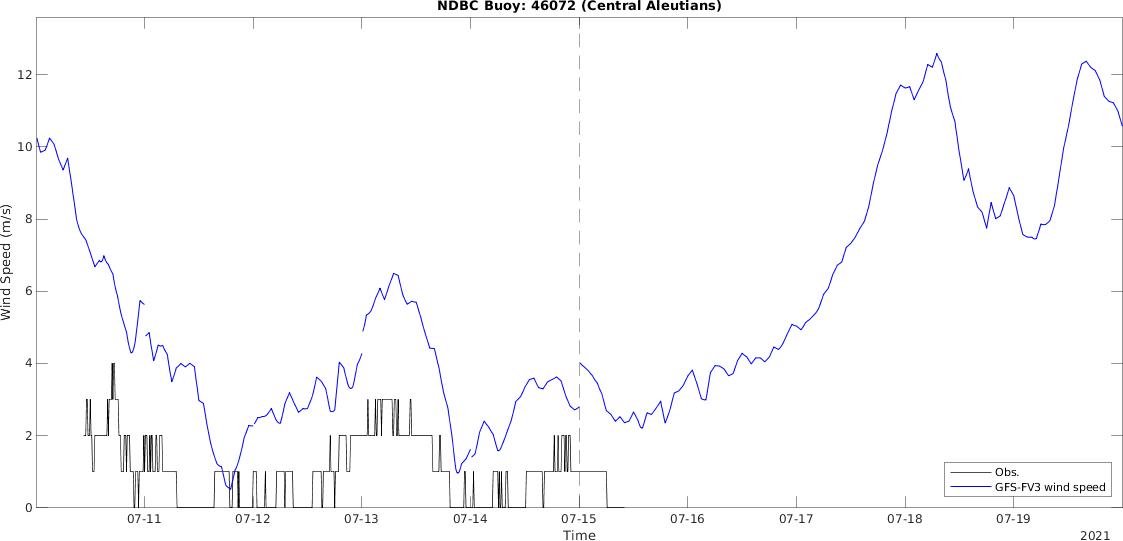 NDBC Buoy: 46072 (Central Aleutians)
Wind Speed (m/s)
12
10
8
6
4
2
0
Obs.
GFS-FV3 wind speed
07-11 07-12 07-13 07-14 07-15 07-16 07-17 07-18 07-19
Time
2021